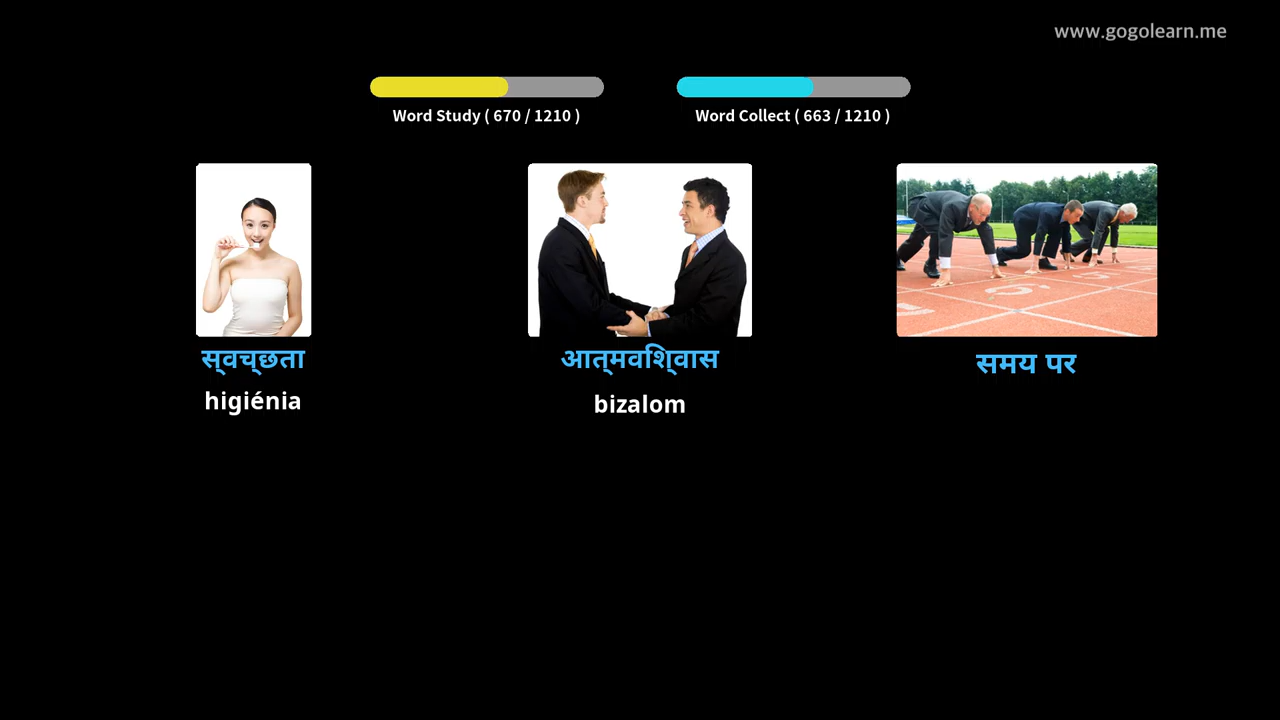 www.gogolearn.me
Word Study ( 670 / 1210 )
Word Collect ( 663 / 1210 )
स्वच्छता
आत्मविश्वास
समय पर
higiénia
bizalom